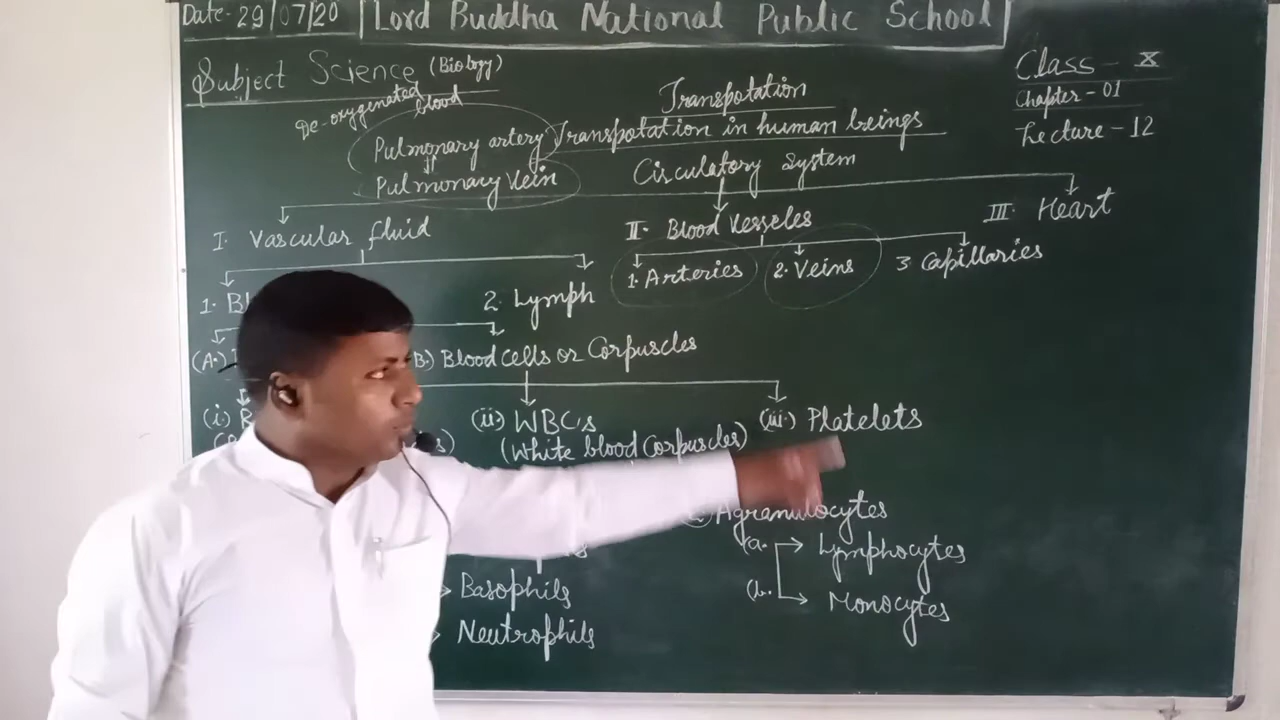 Date- 29/07/20
Lord Buddha National Public School
Subject Science (Biology)
Class - X
Chapter - 01
Lecture - 12
De-oxygenated
blood
Pulmonary artery
Pulmonary vein
Transpotation
Transpotation in human beings
Circulatory System
I. Vascular fluid
II. Blood Vesseles
III. Heart
1. Arteries
2. Veins
3 Capillaries
1. Bl
2. Lymph
(A.)
B.) Blood cells or Corpuscles
(i)
(ii) WBCs
(iii.) Platelets
(White blood Corpuscles)
Agranulocytes
(a. Lymphocytes
(b. Monocytes
Basophils
Neutrophils